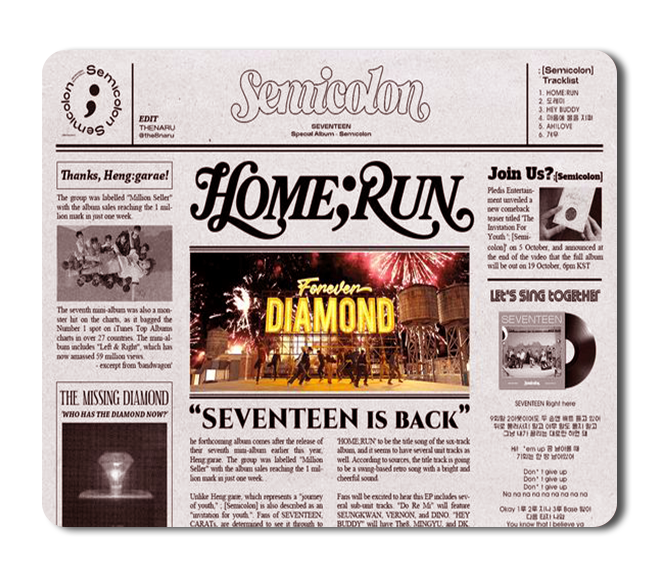 Semicolon
Semicolon
Semicolon
EDIT
THENARU
@the8naru
Semicolon
SEVENTEEN
Special Album - Semicolon
:[Semicolon]
Tracklist
1. HOME;RUN
2. 도레미
3. HEY BUDDY
4. 마음에 불을 지펴
5. AH!LOVE
6. 겨우
Thanks, Heng:garae!
The group was labelled "Million Seller"
with the album sales reaching the 1 mil-
lion mark in just one week.
The seventh mini-album was also a mon-
ster hit on the charts, as it bagged the
Number 1 spot on iTunes Top Albums
charts in over 27 countries. The mini-al-
bum includes "Left & Right", which has
now amassed 59 million views.
- excerpt from 'bandwagon'
THE MISSING DIAMOND
'WHO HAS THE DIAMOND NOW?'
HOME;RUN
Forever
DIAMOND
"SEVENTEEN IS BACK"
he forthcoming album comes after the release of
their seventh mini-album earlier this year,
Heng:garae. The group was labelled "Million
Seller" with the album sales reaching the 1 mil-
lion mark in just one week.
Unlike Heng:garae, which represents a "journey
of youth," ; [Semicolon] is also described as an
"invitation for youth.". Fans of SEVENTEEN,
CARATs, are determined to see it through to
'HOME;RUN' to be the title song of the six-track
album, and it seems to have several unit tracks as
well. According to sources, the title track is going
to be a swing-based retro song with a bright and
cheerful sound.
Fans will be excited to hear this EP includes sev-
eral sub-unit tracks. "Do Re Mi" will feature
SEUNGKWAN, VERNON, and DINO. "HEY
BUDDY" will have The8, MINGYU, and DK
Join Us?;[Semicolon]
Pledis Entertain-
ment unveiled a
new comeback
teaser titled 'The
Invitation For
Youth'; [Semi-
colon]' on 5 October, and announced at
the end of the video that the full album
will be out on 19 October, 6pm KST
LET'S SING TOGETHER
SEVENTEEN
SEVENTEEN Right here
Hit 'em up
Don't give up
Don't give up
Don't give up
Na na na na na na na na
Okay 1루 2루 지나 3루 Base 밟아
You know that I believe ya